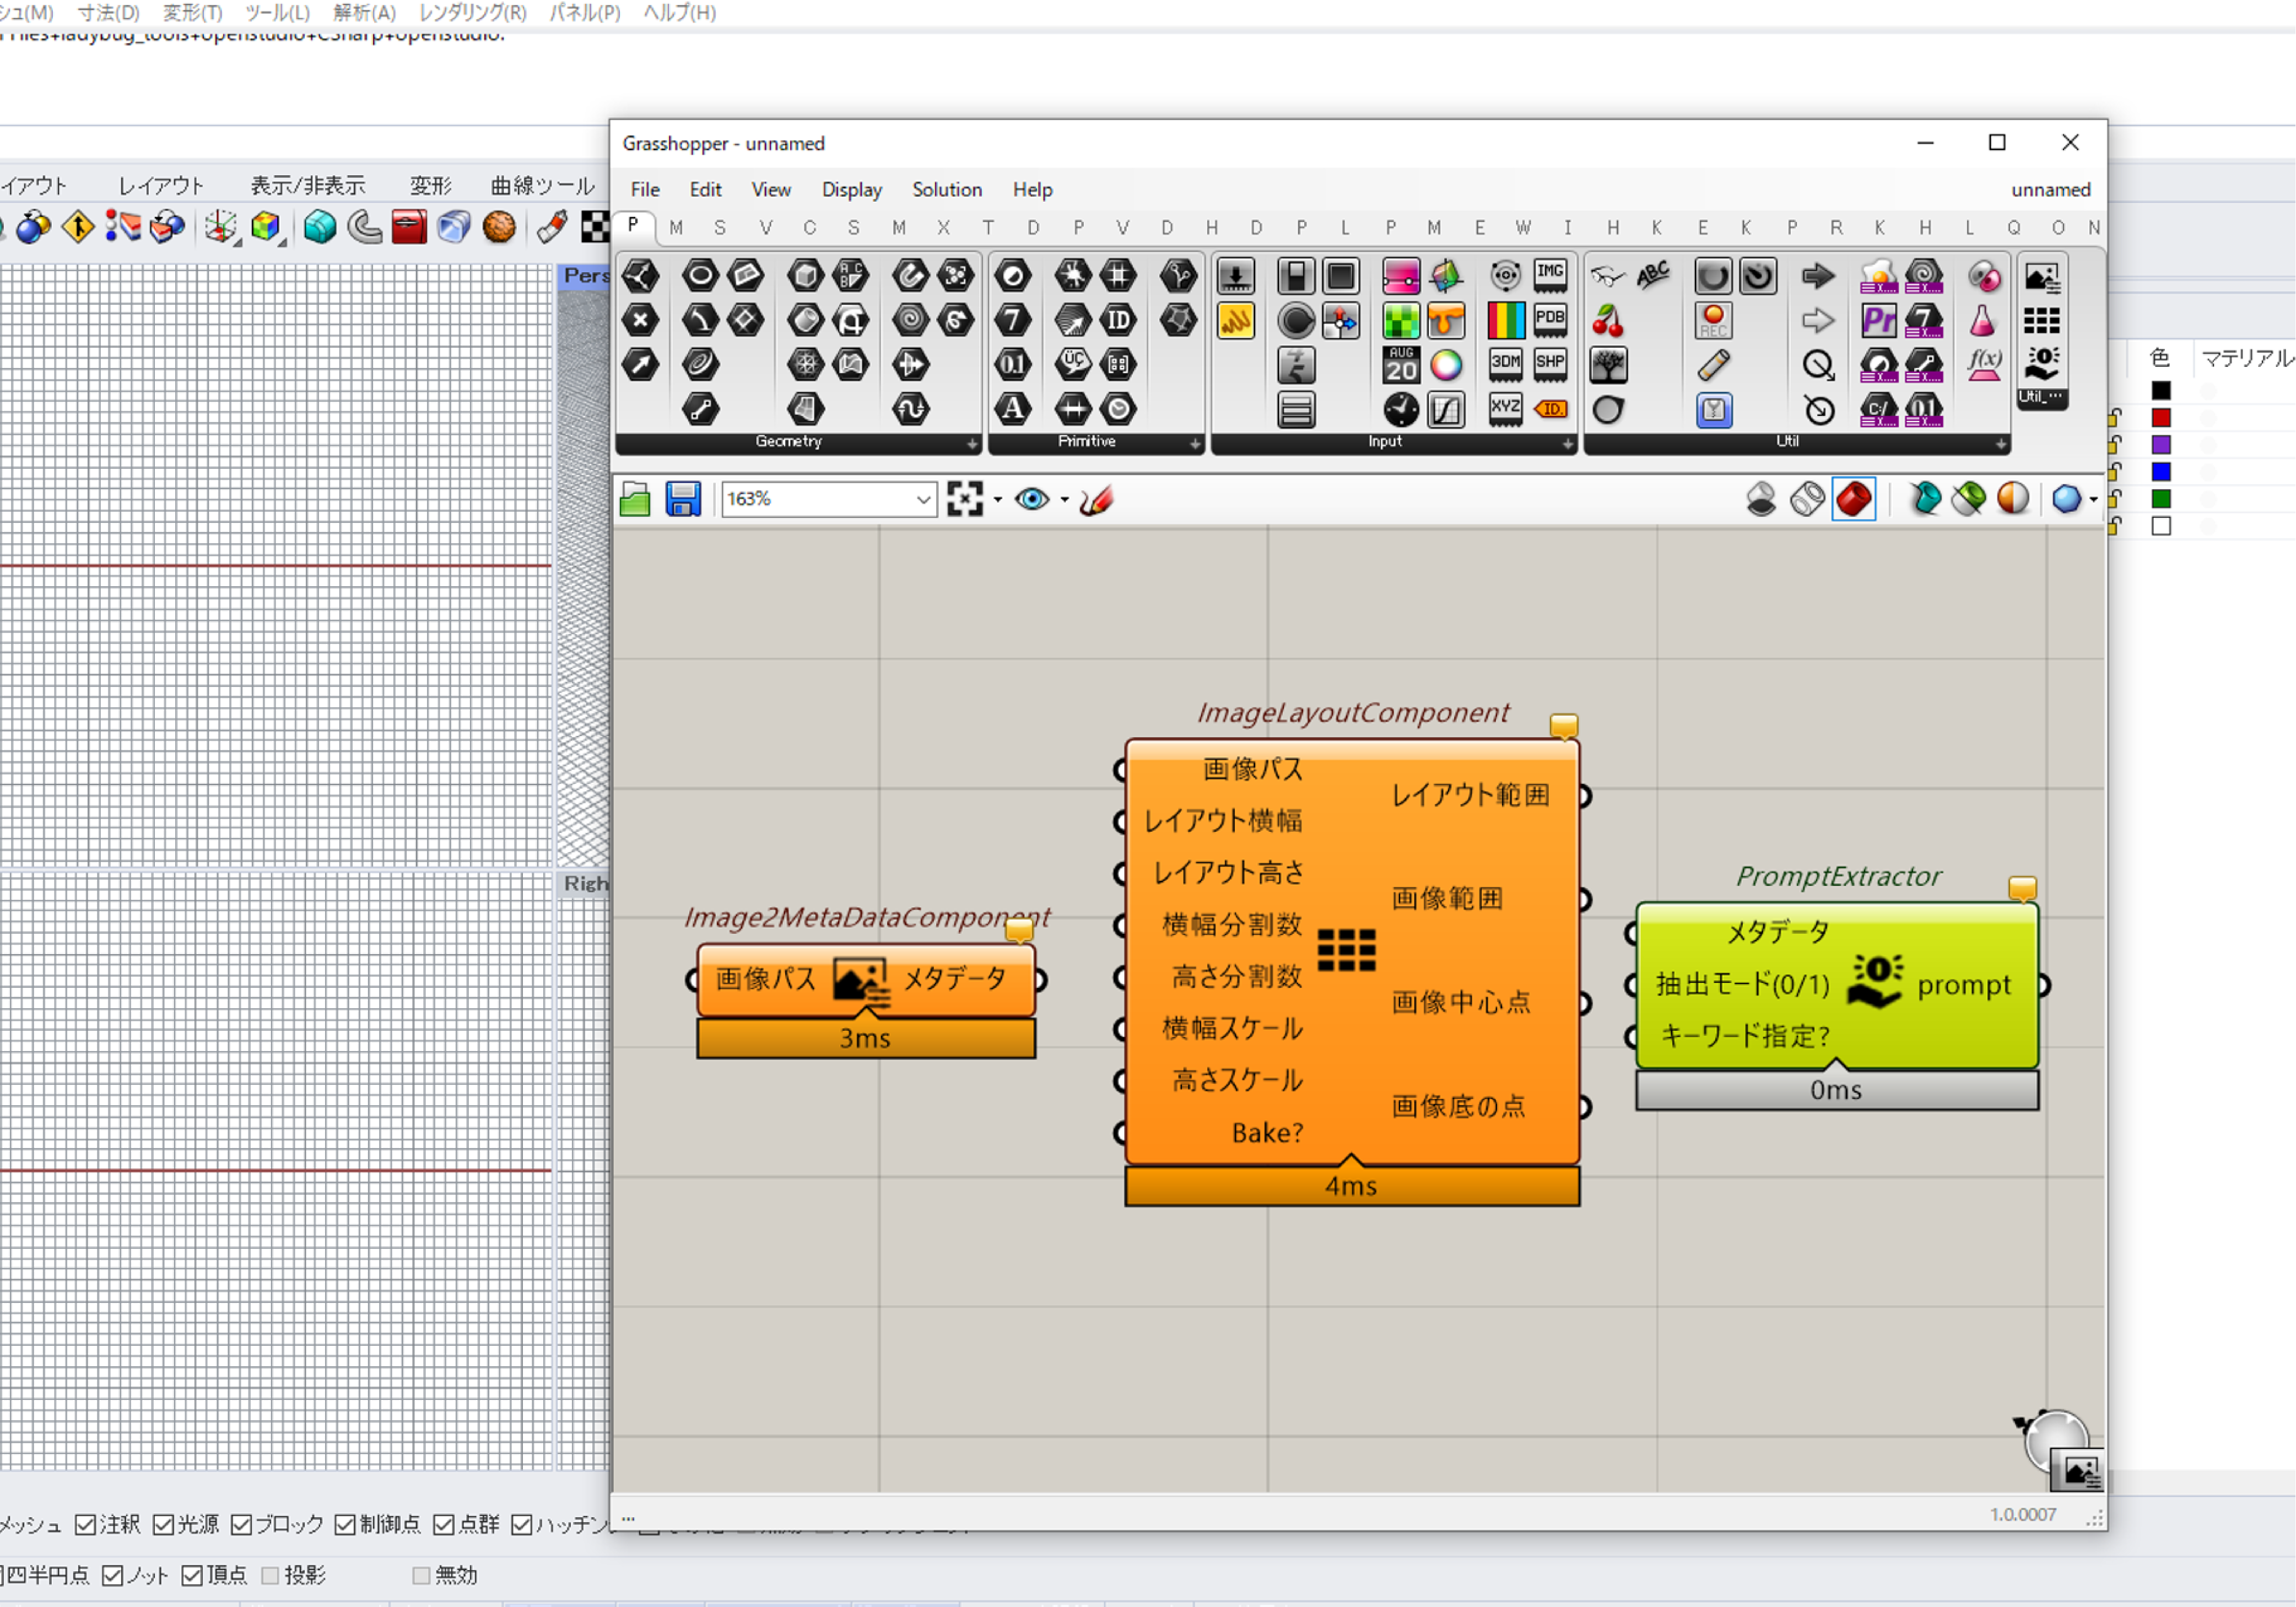 シュ(M) 寸法(D) 変形(T) ツール(L) 解析(A) レンダリング(R) パネル(P) ヘルプ(H)
Files+ladybug_tools+openstudio+CSharp+openstudio.
Grasshopper - unnamed
File Edit View Display Solution Help unnamed
イアウト レイアウト 表示/非表示 変形 曲線ツール
P M S V C S M X T D P V D H D P L P M E W I H K E K P R K H L Q O N
Pers
ABC
IMG
7 ID REC PDB Pr 7
0.1 AUG 20 3DM SHP f(x)
A XYZ ID. C:/ 01
Util_...
Geometry Primitive Input Util
色 マテリアル
163%
ImageLayoutComponent
画像パス
レイアウト横幅
レイアウト高さ
横幅分割数
高さ分割数
横幅スケール
高さスケール
Bake?
レイアウト範囲
画像範囲
画像中心点
画像底の点
4ms
Righ
Image2MetaDataComponent
画像パス メタデータ
3ms
PromptExtractor
メタデータ
抽出モード(0/1)
キーワード指定?
prompt
0ms
...
1.0.0007
メッシュ 注釈 光源 ブロック 制御点 点群 ハッチン
四半円点 ノット 頂点 投影 無効